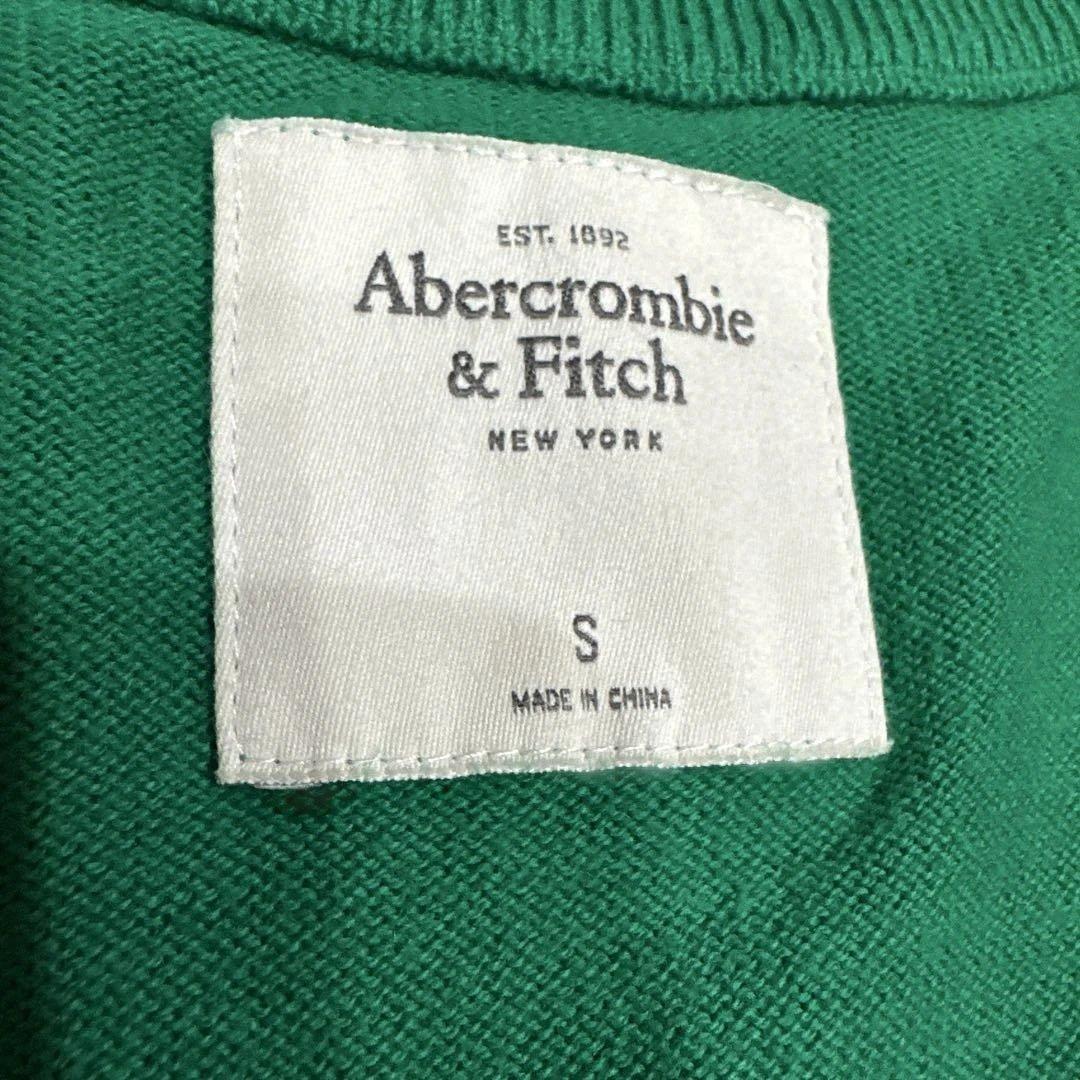 EST. 1892
Abercrombie
& Fitch
NEW YORK
S
MADE IN CHINA